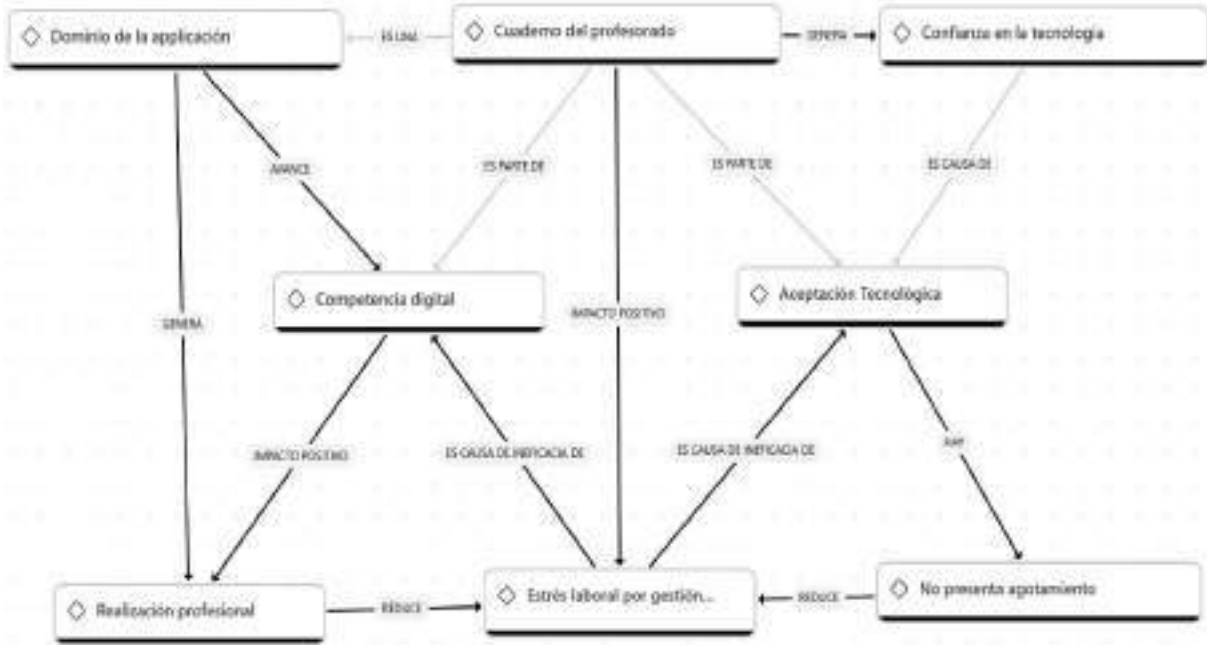 Dominio de la applicación
ES UNA
Cuaderno del profesorado
GENERA
Confianza en la tecnología
AVANCE
ES PARTE DE
ES PARTE DE
ES CAUSA DE
Competencia digital
Aceptación Tecnológica
GENERA
IMPACTO POSITIVO
IMPACTO POSITIVO
ES CAUSA DE INEFICACIA DE
ES CAUSA DE INEFICACIA DE
Realización profesional
REDUCE
Estrés laboral por gestión...
REDUCE
No presenta agotamiento